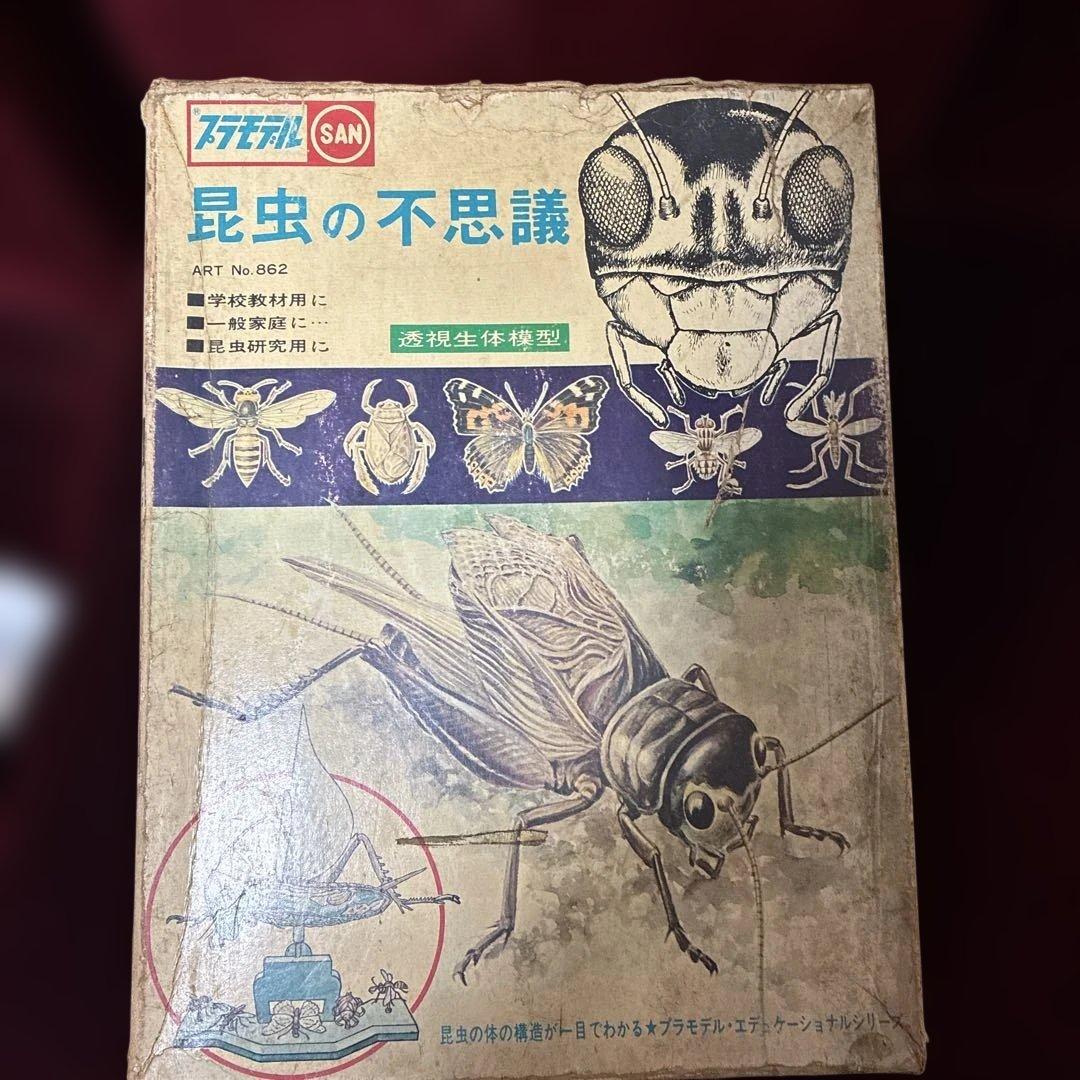 プラモデル® SAN
昆虫の不思議
ART No.862
■学校教材用に
■一般家庭に…
■昆虫研究用に
透視生体模型
昆虫の体の構造が一目でわかる★プラモデル・エデュケーショナルシリーズ